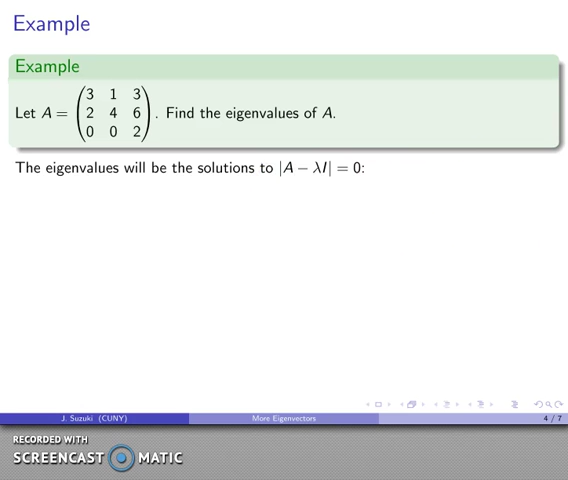 Example
Example
Let A = (3 1 3
2 4 6
0 0 2). Find the eigenvalues of A.
The eigenvalues will be the solutions to |A − λI| = 0:
J. Suzuki (CUNY) More Eigenvectors 4 / 7
RECORDED WITH
SCREENCAST MATIC